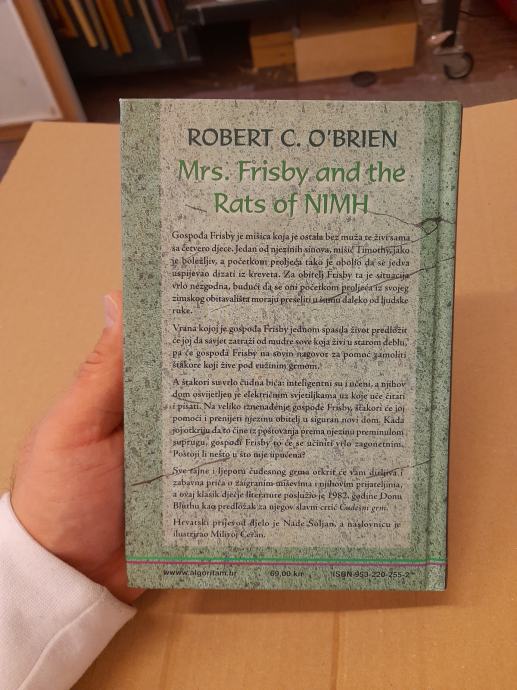 ROBERT C. O'BRIEN
Mrs. Frisby and the
Rats of NIMH
Gospođa Frisby je mišica koja je ostala bez muža te živi sama
sa četvero djece. Jedan od njezinih sinova, mišić Timothy, jako
je boležljiv, a početkom proljeća tako je obolio da se jedva
uspijevao dizati iz kreveta. Za obitelj Frisby ta je situacija
vrlo nezgodna, budući da se oni početkom proljeća iz svojeg
zimskog obitavališta moraju preseliti u šumu daleko od ljudske
ruke.
Vrana kojoj je gospođa Frisby jednom spasila život predložit
će joj da savjet zatraži od mudre sove koja živi u starom deblu,
pa će gospođa Frisby na sovin nagovor za pomoć zamoliti
štakore koji žive pod ružinim grmom.
A štakori su vrlo čudna bića: inteligentni su i učeni, a njihov
dom osvijetljen je električnim svjetiljkama uz koje uče čitati
i pisati. Na veliko iznenađenje gospođe Frisby, štakori će joj
pomoći i prenijeti njezinu obitelj u siguran novi dom. Kada
joj otkriju da to čine iz poštovanja prema njezinu preminulom
suprugu, gospođi Frisby to će se učiniti vrlo zagonetnim.
Postoji li nešto u što nije upućena?
Sve tajne i ljepotu čudesnog grma otkrit će vam dirljiva i
zabavna priča o zaigranim miševima i njihovim prijateljima,
a ovaj klasik dječje literature poslužio je 1982. godine Donu
Bluthu kao predložak za njegov slavni crtić Čudesni grm.
Hrvatski prijevod djelo je Nade Šoljan, a naslovnicu je
ilustrirao Milivoj Ćeran.
www.algoritam.hr 69,00 kn ISBN 953-220-255-2